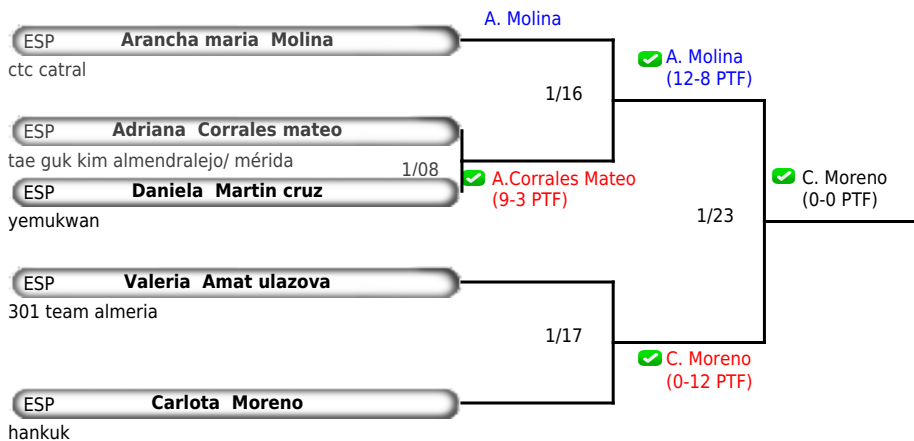 A. Molina
ESP Arancha maria Molina
ctc catral
A. Molina
(12-8 PTF)
1/16
ESP Adriana Corrales mateo
tae guk kim almendralejo/ mérida
1/08
A.Corrales Mateo
(9-3 PTF)
ESP Daniela Martin cruz
yemukwan
C. Moreno
(0-0 PTF)
1/23
ESP Valeria Amat ulazova
301 team almeria
1/17
C. Moreno
(0-12 PTF)
ESP Carlota Moreno
hankuk